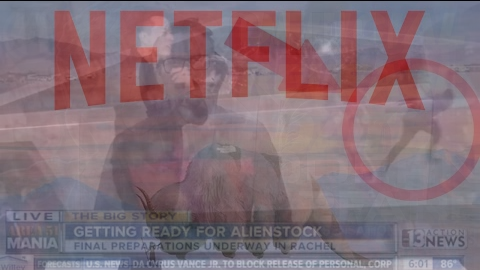 NETFLIX
LIVE THE BIG STORY
MANIA GETTING READY FOR ALIENSTOCK
FINAL PREPARATIONS UNDERWAY IN RACHEL
13 ACTION NEWS
FORECASTS U.S. NEWS: DA CYRUS VANCE JR. TO BLOCK RELEASE OF PERSONAL, CORP 6:01 86°